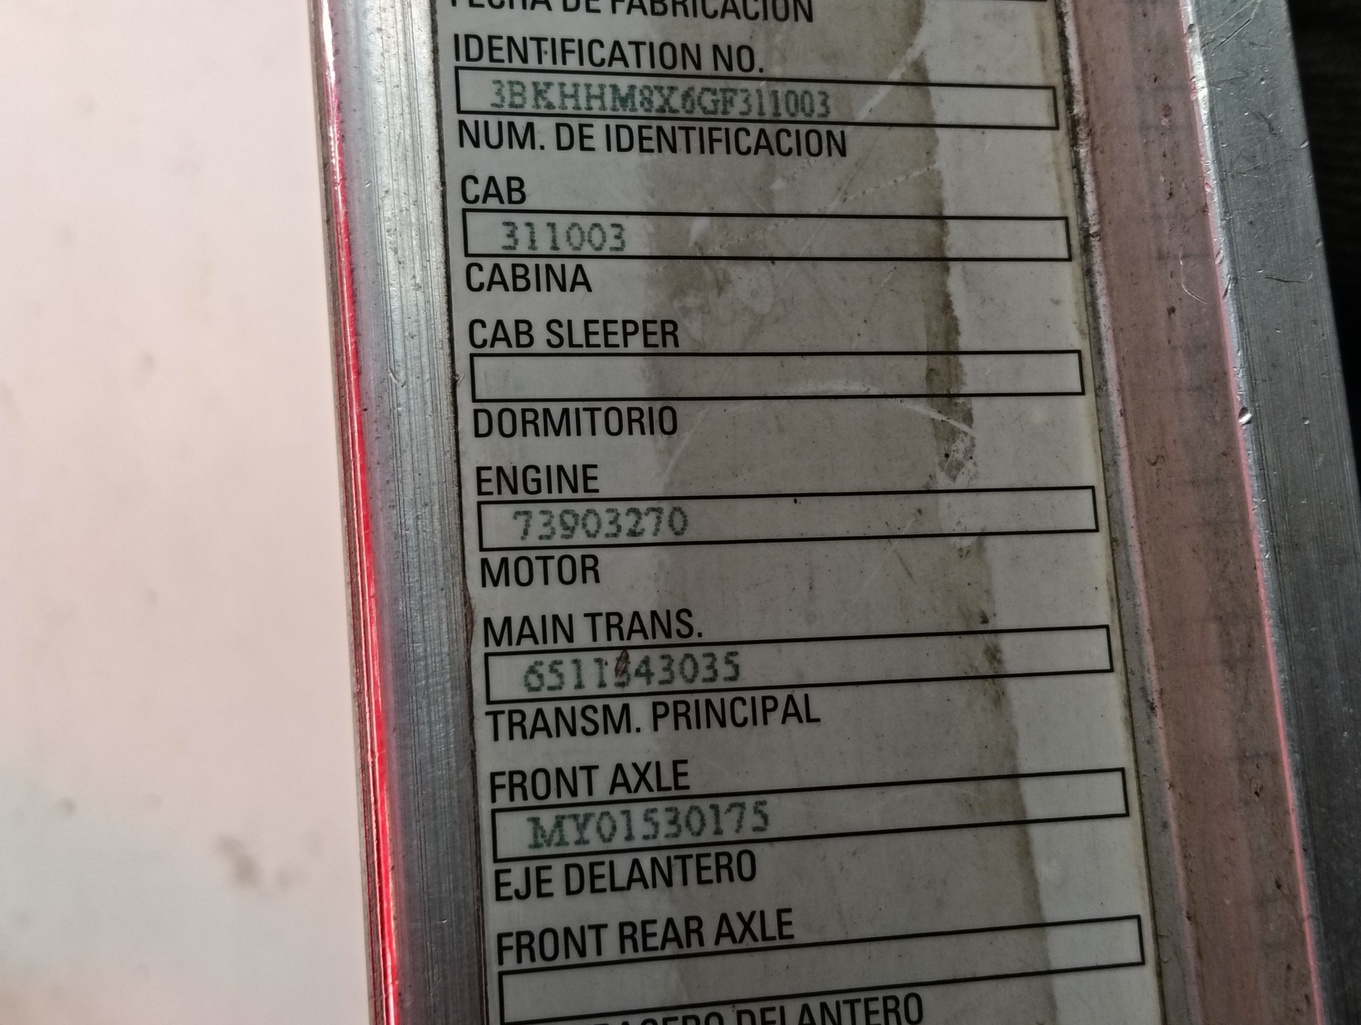 FECHA DE FABRICACION
IDENTIFICATION NO.
3BKHHM8X6GF311003
NUM. DE IDENTIFICACION
CAB
311003
CABINA
CAB SLEEPER
DORMITORIO
ENGINE
73903270
MOTOR
MAIN TRANS.
6511343035
TRANSM. PRINCIPAL
FRONT AXLE
MY01530175
EJE DELANTERO
FRONT REAR AXLE
DELANTERO